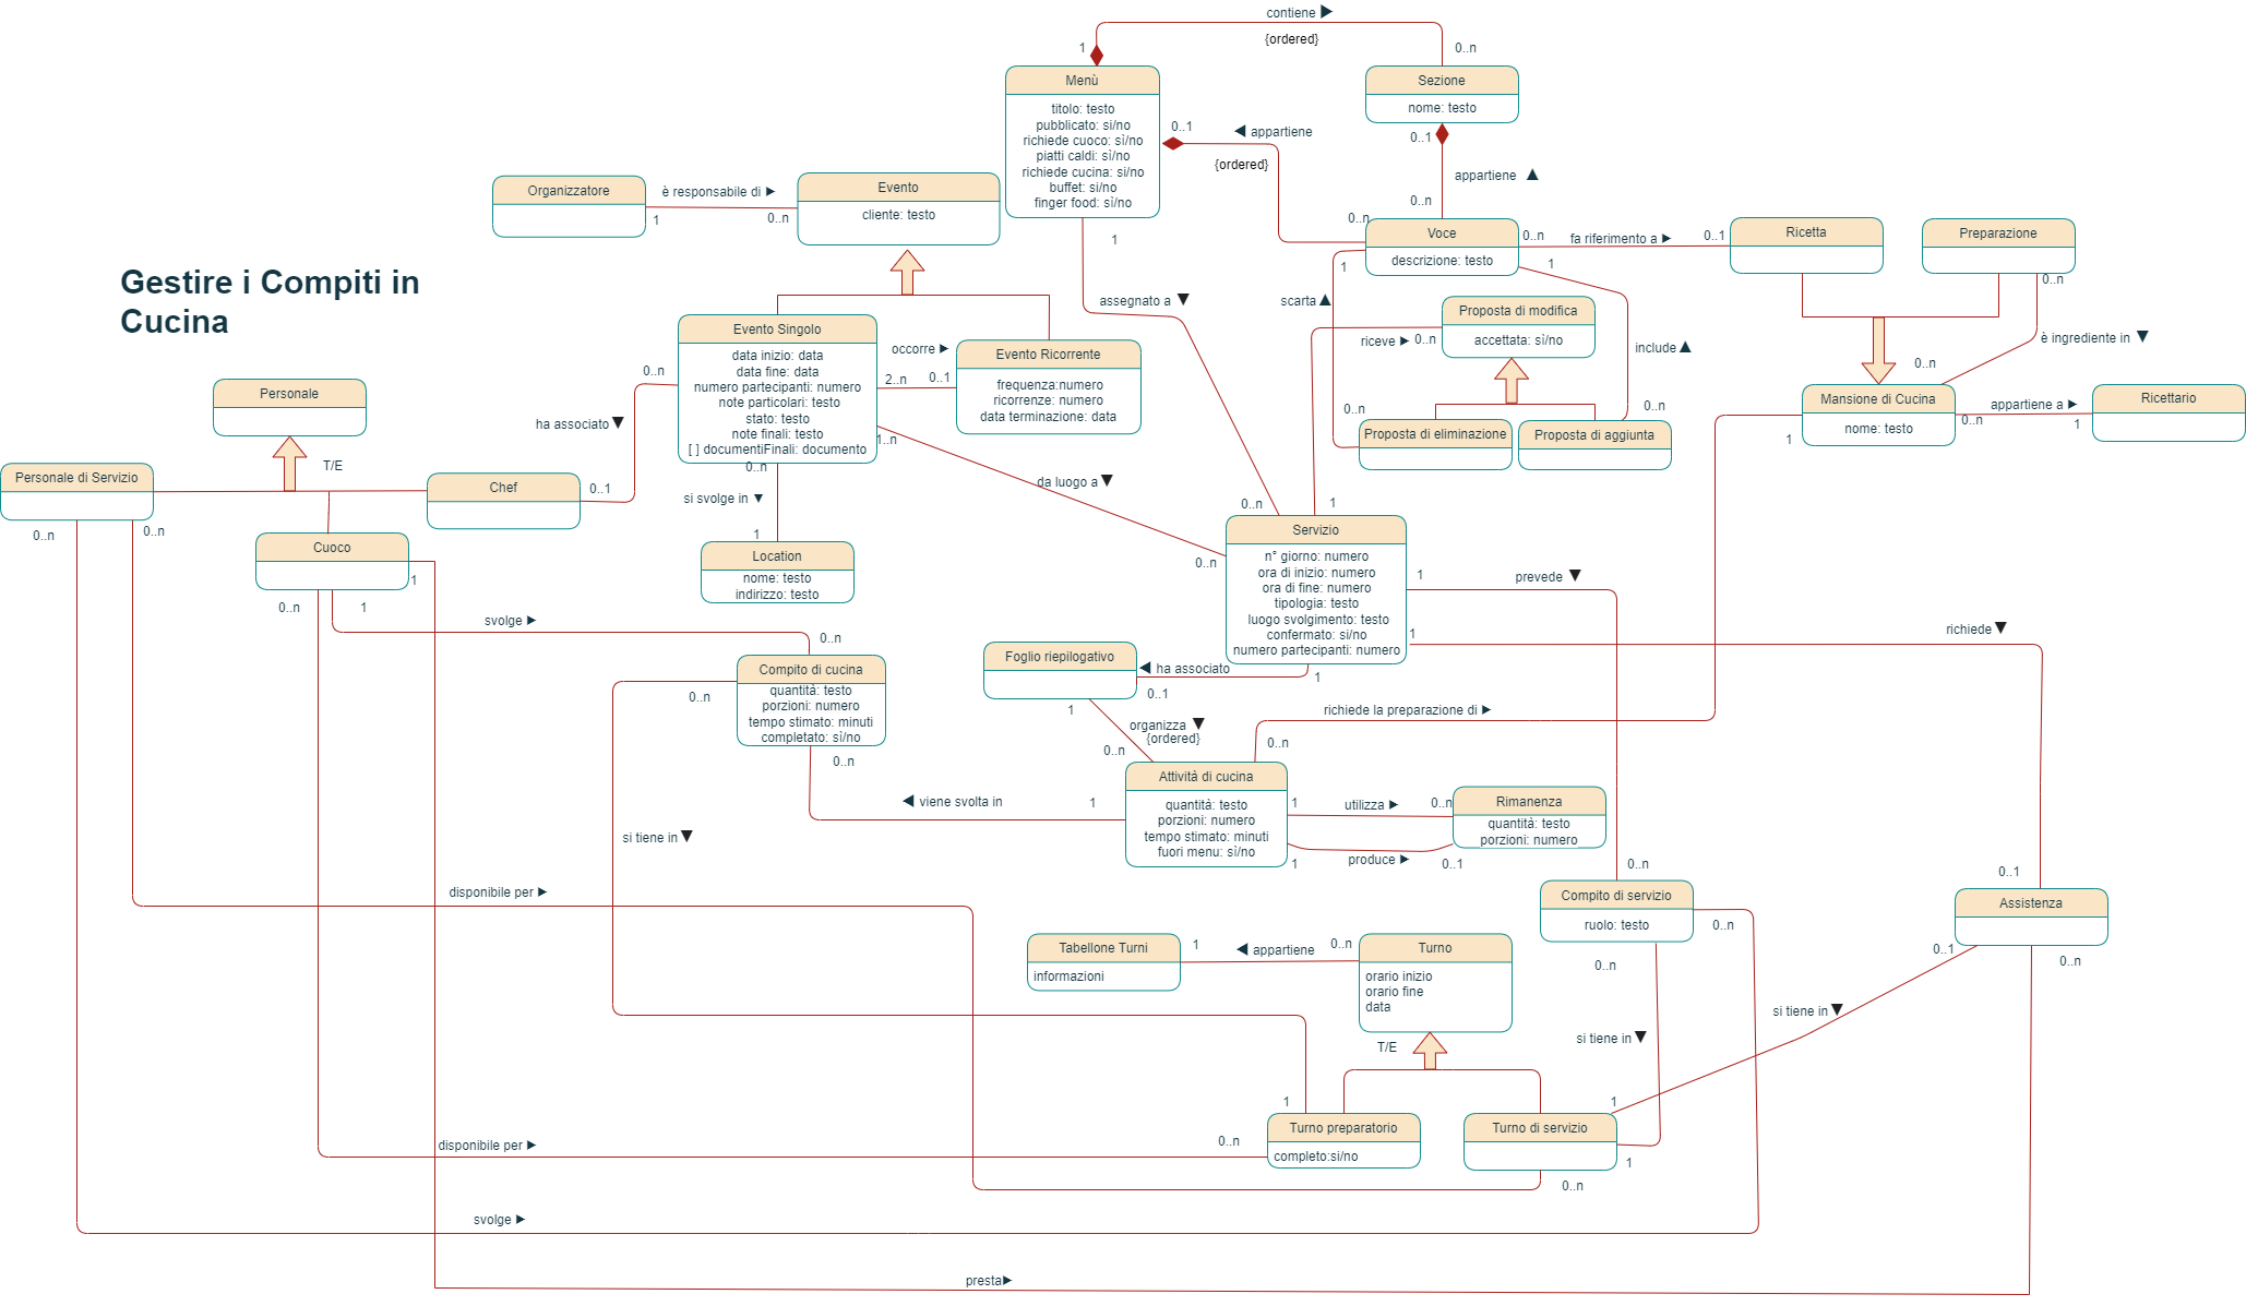 contiene ▶
{ordered}
1
0..n
Menù
titolo: testo
pubblicato: si/no
richiede cuoco: sì/no
piatti caldi: sì/no
richiede cucina: si/no
buffet: si/no
finger food: sì/no
Sezione
nome: testo
0..1
◀ appartiene
{ordered}
0..n
0..1
appartiene ▲
0..n
Organizzatore
è responsabile di ▶
1
0..n
Evento
cliente: testo
1
Voce
descrizione: testo
0..n
fa riferimento a ▶
0..1
Ricetta
Preparazione
0..n
Gestire i Compiti in
Cucina
assegnato a ▼
1
scarta ▲
1
Proposta di modifica
accettata: sì/no
riceve ▶
0..n
include ▲
è ingrediente in ▼
0..n
Evento Singolo
data inizio: data
data fine: data
numero partecipanti: numero
note particolari: testo
stato: testo
note finali: testo
[ ] documentiFinali: documento
occorre ▶
2..n
0..1
Evento Ricorrente
frequenza:numero
ricorrenze: numero
data terminazione: data
0..n
ha associato ▼
0..1
Personale
T/E
Personale di Servizio
Chef
Cuoco
0..n
0..n
0..n
Proposta di eliminazione
0..n
Proposta di aggiunta
Mansione di Cucina
nome: testo
1
0..n
appartiene a ▶
1
Ricettario
1..n
da luogo a ▼
0..n
0..n
si svolge in ▼
1
Location
nome: testo
indirizzo: testo
0..n
1
Servizio
n° giorno: numero
ora di inizio: numero
ora di fine: numero
tipologia: testo
luogo svolgimento: testo
confermato: si/no
numero partecipanti: numero
1
prevede ▼
1
richiede ▼
1
0..n
1
svolge ▶
0..n
Compito di cucina
quantità: testo
porzioni: numero
tempo stimato: minuti
completato: sì/no
0..n
0..n
Foglio riepilogativo
◀ ha associato
0..1
1
1
organizza ▼
{ordered}
0..n
richiede la preparazione di ▶
0..n
Attività di cucina
quantità: testo
porzioni: numero
tempo stimato: minuti
fuori menu: sì/no
◀ viene svolta in
1
1
utilizza ▶
0..n
Rimanenza
quantità: testo
porzioni: numero
1
produce ▶
0..1
si tiene in ▼
disponibile per ▶
0..n
Compito di servizio
ruolo: testo
0..n
0..n
0..1
Assistenza
0..1
0..n
Tabellone Turni
informazioni
1
◀ appartiene
0..n
Turno
orario inizio
orario fine
data
T/E
si tiene in ▼
si tiene in ▼
1
Turno preparatorio
completo:si/no
1
Turno di servizio
1
0..n
disponibile per ▶
0..n
svolge ▶
presta▶